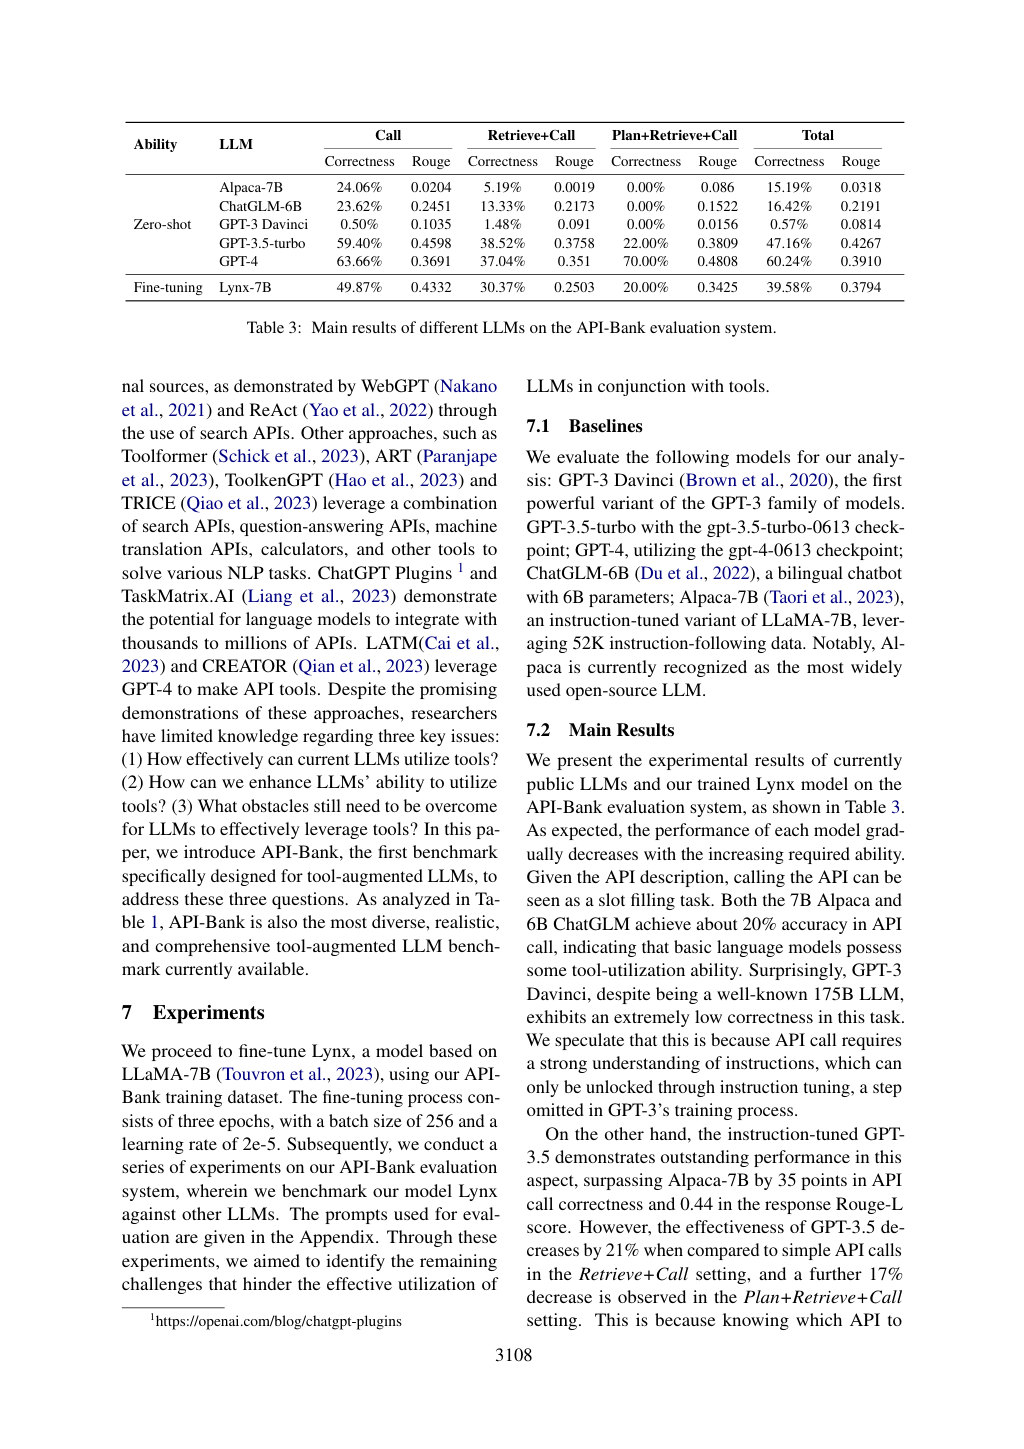 Ability LLM Call Retrieve+Call Plan+Retrieve+Call Total
Correctness Rouge Correctness Rouge Correctness Rouge Correctness Rouge
Alpaca-7B 24.06% 0.0204 5.19% 0.0019 0.00% 0.086 15.19% 0.0318
ChatGLM-6B 23.62% 0.2451 13.33% 0.2173 0.00% 0.1522 16.42% 0.2191
Zero-shot GPT-3 Davinci 0.50% 0.1035 1.48% 0.091 0.00% 0.0156 0.57% 0.0814
GPT-3.5-turbo 59.40% 0.4598 38.52% 0.3758 22.00% 0.3809 47.16% 0.4267
GPT-4 63.66% 0.3691 37.04% 0.351 70.00% 0.4808 60.24% 0.3910
Fine-tuning Lynx-7B 49.87% 0.4332 30.37% 0.2503 20.00% 0.3425 39.58% 0.3794
Table 3: Main results of different LLMs on the API-Bank evaluation system.
nal sources, as demonstrated by WebGPT (Nakano
et al., 2021) and ReAct (Yao et al., 2022) through
the use of search APIs. Other approaches, such as
Toolformer (Schick et al., 2023), ART (Paranjape
et al., 2023), ToolkenGPT (Hao et al., 2023) and
TRICE (Qiao et al., 2023) leverage a combination
of search APIs, question-answering APIs, machine
translation APIs, calculators, and other tools to
solve various NLP tasks. ChatGPT Plugins 1 and
TaskMatrix.AI (Liang et al., 2023) demonstrate
the potential for language models to integrate with
thousands to millions of APIs. LATM(Cai et al.,
2023) and CREATOR (Qian et al., 2023) leverage
GPT-4 to make API tools. Despite the promising
demonstrations of these approaches, researchers
have limited knowledge regarding three key issues:
(1) How effectively can current LLMs utilize tools?
(2) How can we enhance LLMs' ability to utilize
tools? (3) What obstacles still need to be overcome
for LLMs to effectively leverage tools? In this pa-
per, we introduce API-Bank, the first benchmark
specifically designed for tool-augmented LLMs, to
address these three questions. As analyzed in Ta-
ble 1, API-Bank is also the most diverse, realistic,
and comprehensive tool-augmented LLM bench-
mark currently available.
7 Experiments
We proceed to fine-tune Lynx, a model based on
LLaMA-7B (Touvron et al., 2023), using our API-
Bank training dataset. The fine-tuning process con-
sists of three epochs, with a batch size of 256 and a
learning rate of 2e-5. Subsequently, we conduct a
series of experiments on our API-Bank evaluation
system, wherein we benchmark our model Lynx
against other LLMs. The prompts used for eval-
uation are given in the Appendix. Through these
experiments, we aimed to identify the remaining
challenges that hinder the effective utilization of
1https://openai.com/blog/chatgpt-plugins
LLMs in conjunction with tools.
7.1 Baselines
We evaluate the following models for our analy-
sis: GPT-3 Davinci (Brown et al., 2020), the first
powerful variant of the GPT-3 family of models.
GPT-3.5-turbo with the gpt-3.5-turbo-0613 check-
point; GPT-4, utilizing the gpt-4-0613 checkpoint;
ChatGLM-6B (Du et al., 2022), a bilingual chatbot
with 6B parameters; Alpaca-7B (Taori et al., 2023),
an instruction-tuned variant of LLaMA-7B, lever-
aging 52K instruction-following data. Notably, Al-
paca is currently recognized as the most widely
used open-source LLM.
7.2 Main Results
We present the experimental results of currently
public LLMs and our trained Lynx model on the
API-Bank evaluation system, as shown in Table 3.
As expected, the performance of each model grad-
ually decreases with the increasing required ability.
Given the API description, calling the API can be
seen as a slot filling task. Both the 7B Alpaca and
6B ChatGLM achieve about 20% accuracy in API
call, indicating that basic language models possess
some tool-utilization ability. Surprisingly, GPT-3
Davinci, despite being a well-known 175B LLM,
exhibits an extremely low correctness in this task.
We speculate that this is because API call requires
a strong understanding of instructions, which can
only be unlocked through instruction tuning, a step
omitted in GPT-3's training process.
On the other hand, the instruction-tuned GPT-
3.5 demonstrates outstanding performance in this
aspect, surpassing Alpaca-7B by 35 points in API
call correctness and 0.44 in the response Rouge-L
score. However, the effectiveness of GPT-3.5 de-
creases by 21% when compared to simple API calls
in the Retrieve+Call setting, and a further 17%
decrease is observed in the Plan+Retrieve+Call
setting. This is because knowing which API to
3108